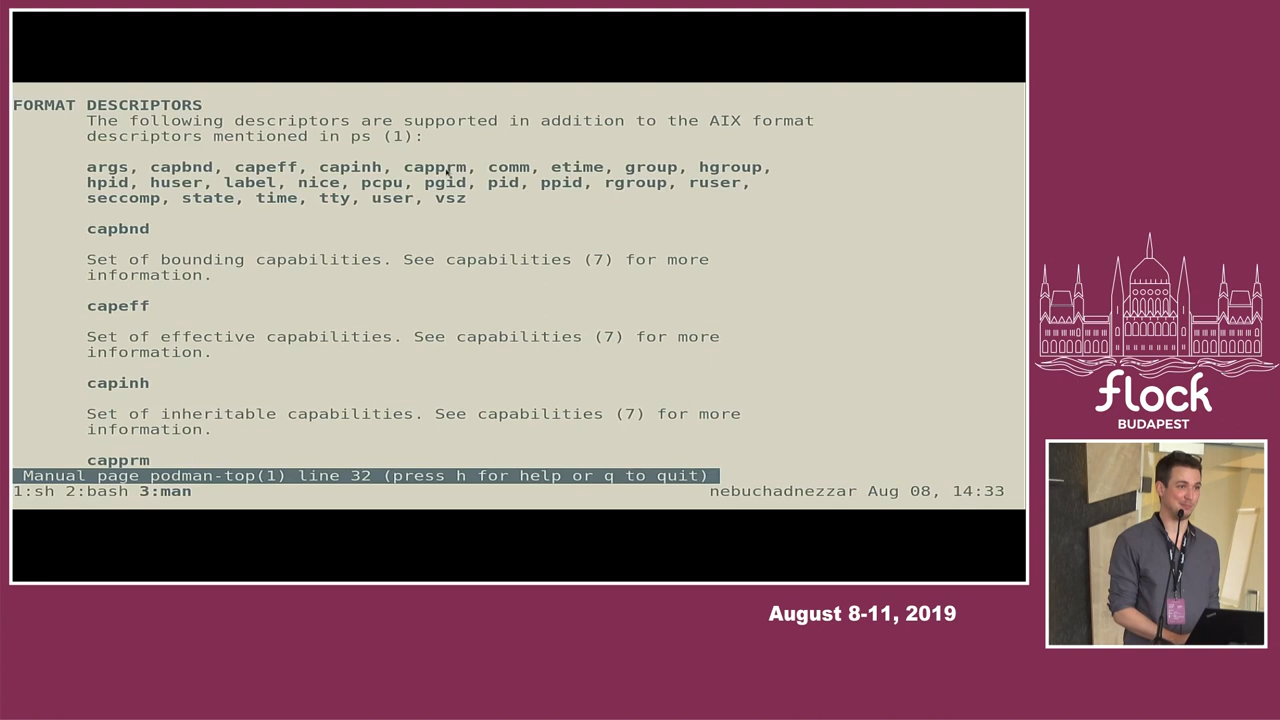 FORMAT DESCRIPTORS
The following descriptors are supported in addition to the AIX format
descriptors mentioned in ps (1):
args, capbnd, capeff, capinh, capprm, comm, etime, group, hgroup,
hpid, huser, label, nice, pcpu, pgid, pid, ppid, rgroup, ruser,
seccomp, state, time, tty, user, vsz
capbnd
Set of bounding capabilities. See capabilities (7) for more
information.
capeff
Set of effective capabilities. See capabilities (7) for more
information.
capinh
Set of inheritable capabilities. See capabilities (7) for more
information.
capprm
Manual page podman-top(1) line 32 (press h for help or q to quit)
1:sh 2:bash 3:man nebuchadnezzar Aug 08, 14:33
flock
BUDAPEST
August 8-11, 2019